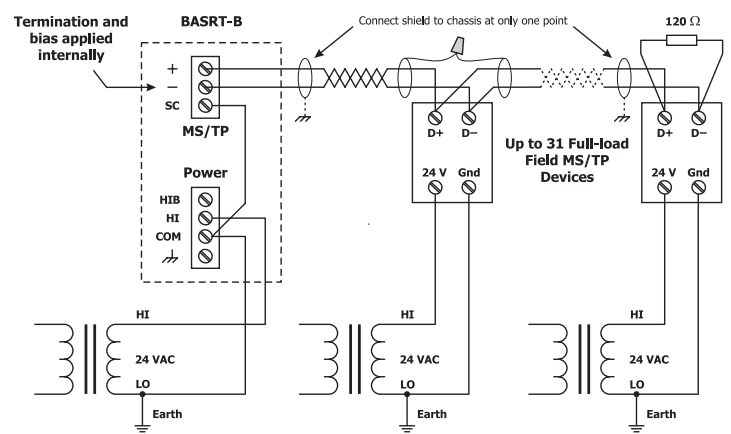 Termination and
bias applied
internally
BASRT-B
Connect shield to chassis at only one point
120 Ω
+
−
SC
MS/TP
D+ D−
D+ D−
Up to 31 Full-load
Field MS/TP
Devices
Power
24 V Gnd
24 V Gnd
HIB
HI
COM
HI
24 VAC
LO
Earth
HI
24 VAC
LO
Earth
HI
24 VAC
LO
Earth